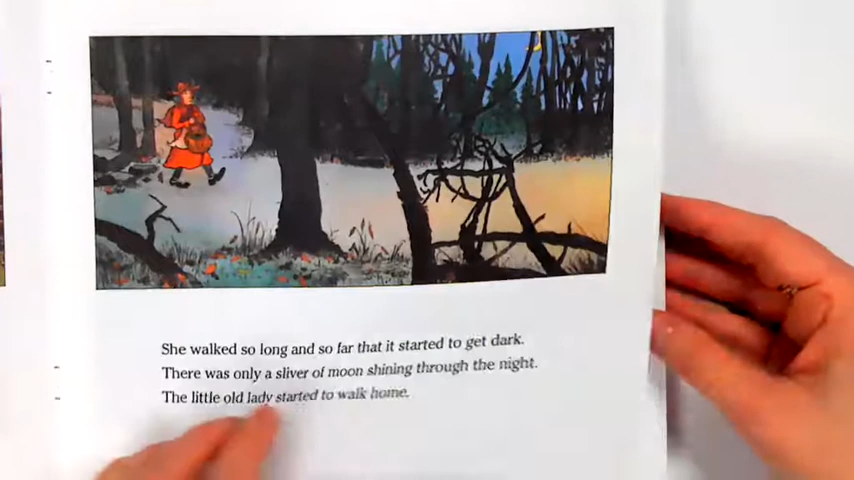 She walked so long and so far that it started to get dark.
There was only a sliver of moon shining through the night.
The little old lady started to walk home.